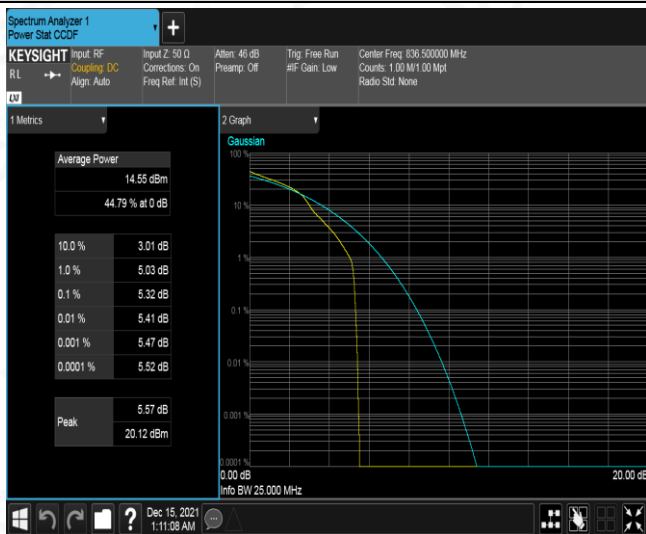 Spectrum Analyzer 1
Power Stat CCDF
+
KEYSIGHT
RL
LXI
Input: RF
Coupling: DC
Align: Auto
Input Z: 50 Ω
Corrections: On
Freq Ref: Int (S)
Atten: 46 dB
Preamp: Off
Trig: Free Run
#IF Gain: Low
Center Freq: 836.500000 MHz
Counts: 1.00 M/1.00 Mpt
Radio Std: None
1 Metrics
Average Power
14.55 dBm
44.79 % at 0 dB
10.0 % 3.01 dB
1.0 % 5.03 dB
0.1 % 5.32 dB
0.01 % 5.41 dB
0.001 % 5.47 dB
0.0001 % 5.52 dB
Peak
5.57 dB
20.12 dBm
2 Graph
Gaussian
100 %
10 %
1 %
0.1 %
0.01 %
0.001 %
0.0001 %
0.00 dB
20.00 dB
Info BW 25.000 MHz
?
Dec 15, 2021
1:11:08 AM